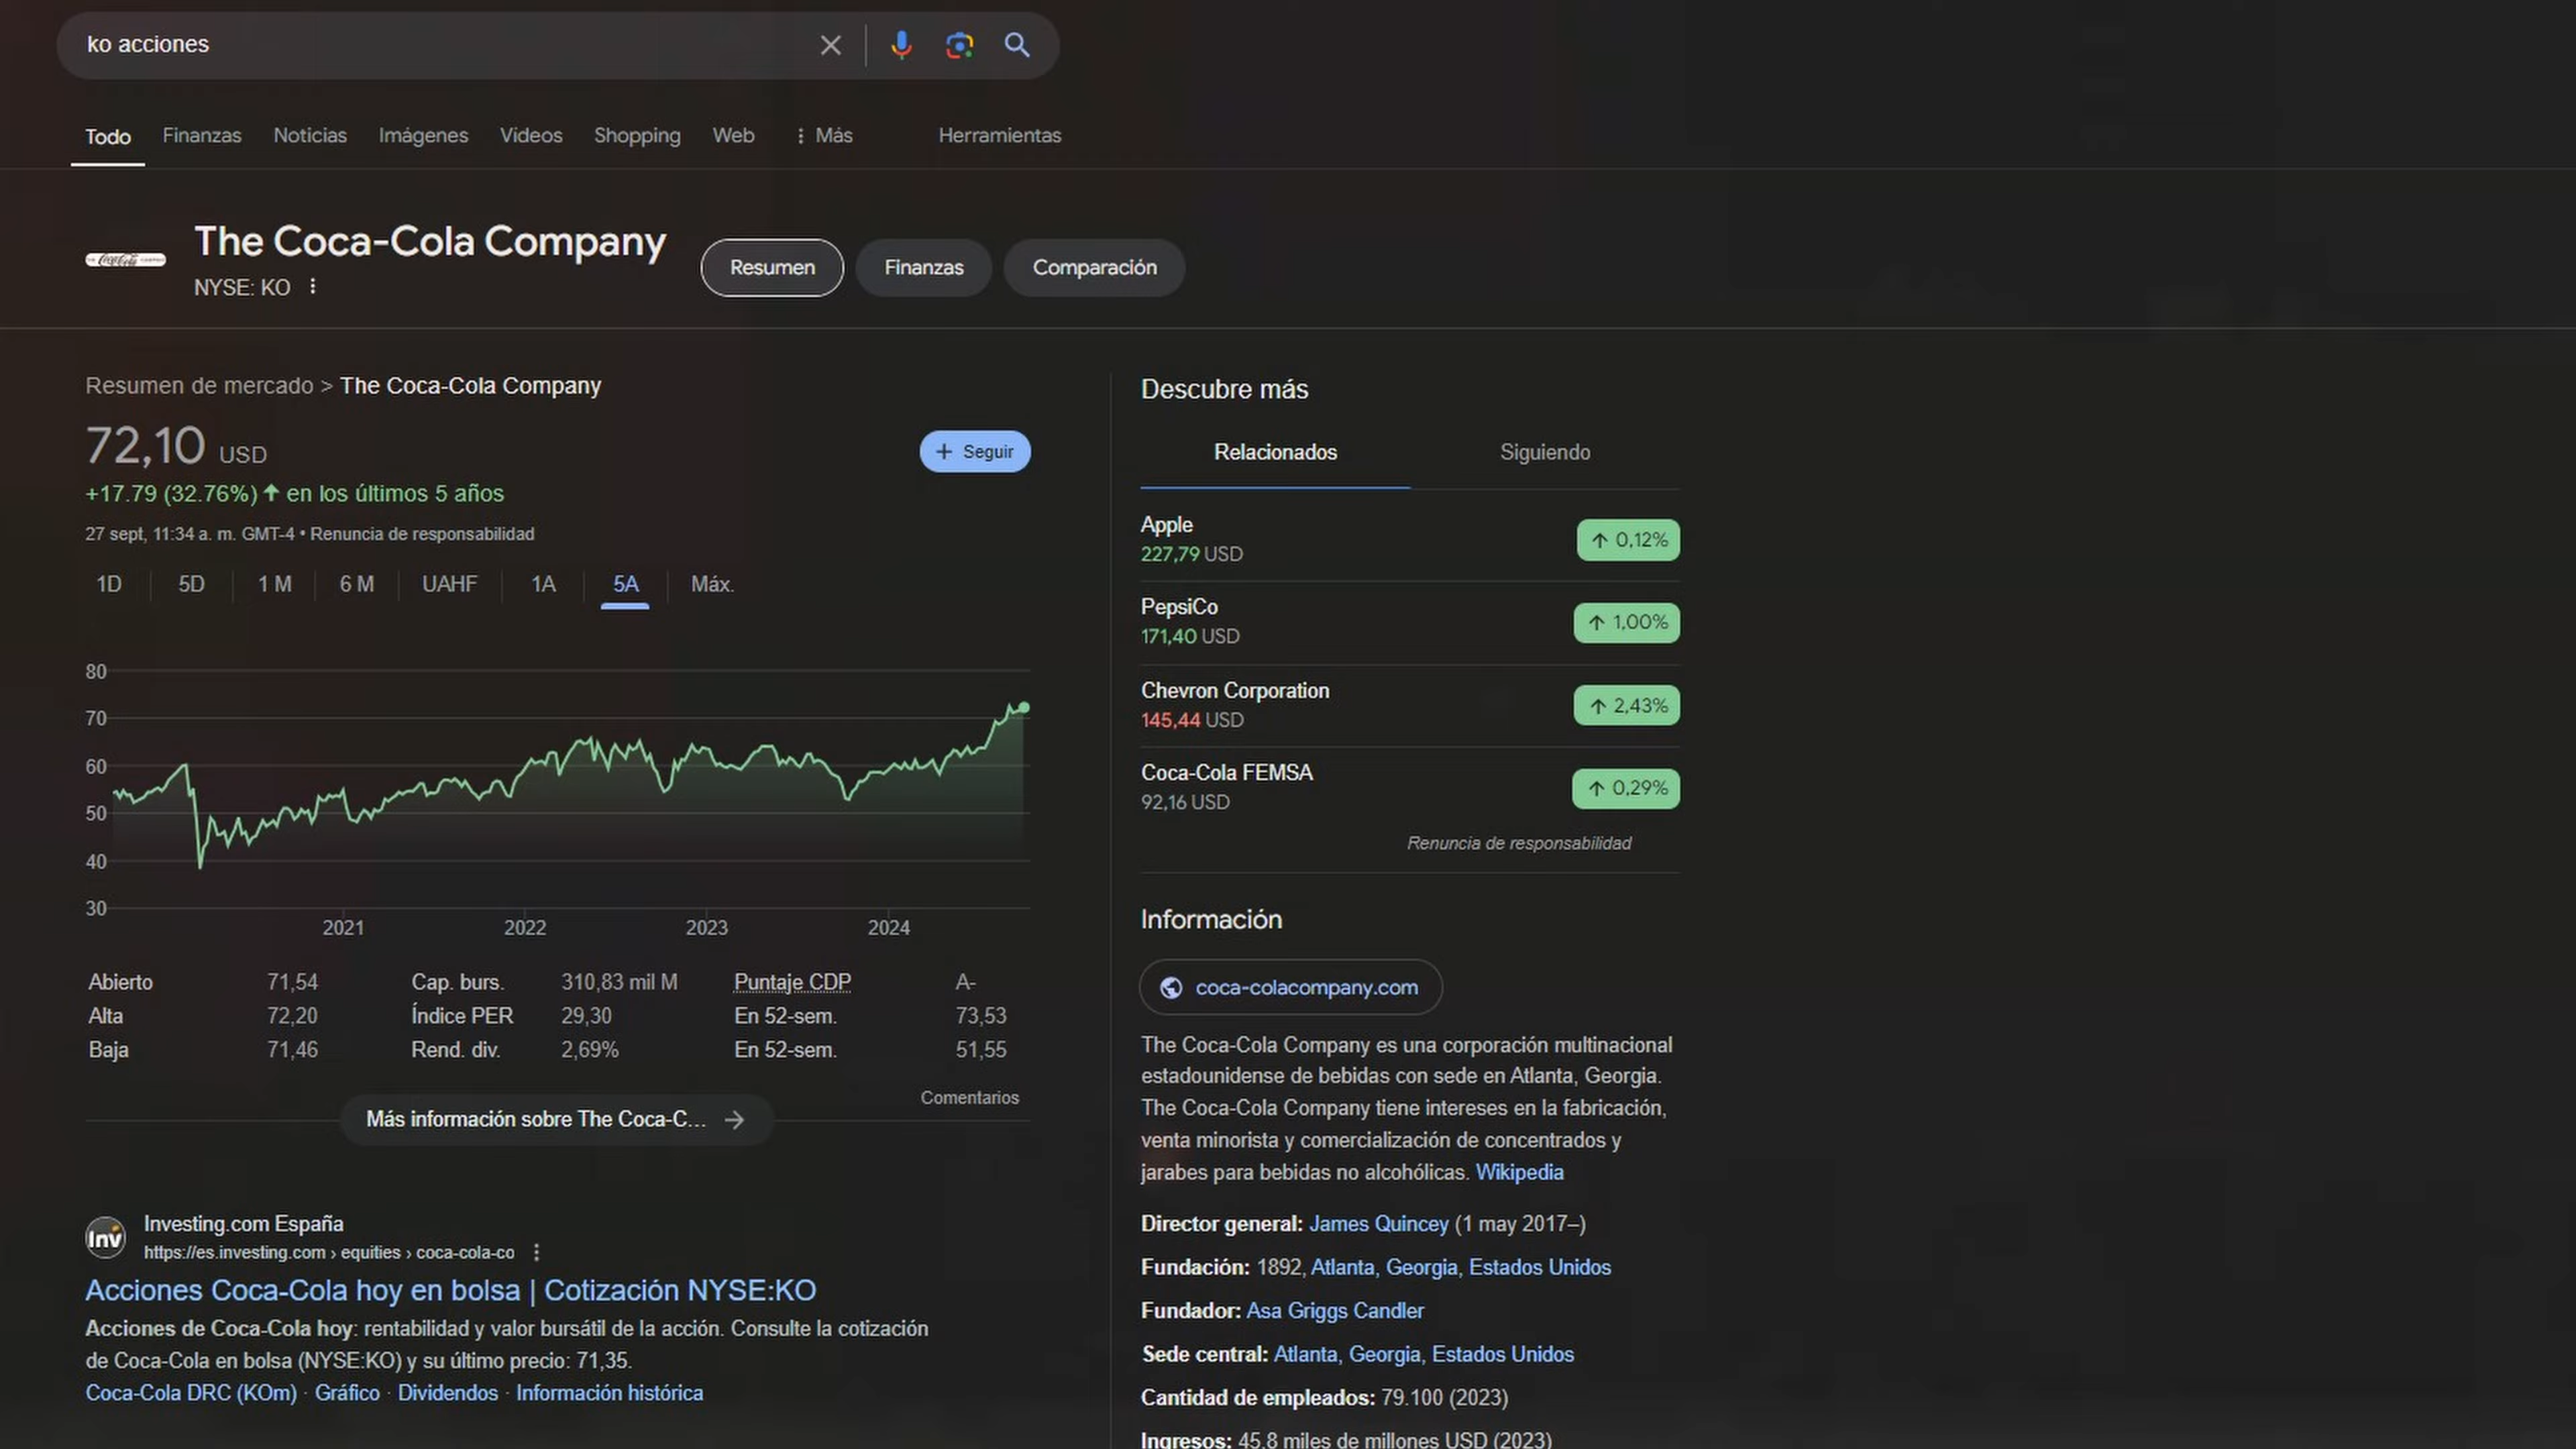 ko acciones
Todo Finanzas Noticias Imágenes Videos Shopping Web Más Herramientas
Coca-Cola
The Coca-Cola Company
NYSE: KO
Resumen Finanzas Comparación
Resumen de mercado > The Coca-Cola Company
72,10 USD
+ Seguir
+17.79 (32.76%) ↑ en los últimos 5 años
27 sept, 11:34 a. m. GMT-4 • Renuncia de responsabilidad
1D 5D 1 M 6 M UAHF 1A 5A Máx.
80
70
60
50
40
30
2021 2022 2023 2024
Abierto 71,54 Cap. burs. 310,83 mil M Puntaje CDP A-
Alta 72,20 Índice PER 29,30 En 52-sem. 73,53
Baja 71,46 Rend. div. 2,69% En 52-sem. 51,55
Comentarios
Más información sobre The Coca-C... →
Inv
Investing.com España
https://es.investing.com › equities › coca-cola-co
Acciones Coca-Cola hoy en bolsa | Cotización NYSE:KO
Acciones de Coca-Cola hoy: rentabilidad y valor bursátil de la acción. Consulte la cotización
de Coca-Cola en bolsa (NYSE:KO) y su último precio: 71,35.
Coca-Cola DRC (KOm) · Gráfico · Dividendos · Información histórica
Descubre más
Relacionados Siguiendo
Apple
227,79 USD
↑ 0,12%
PepsiCo
171,40 USD
↑ 1,00%
Chevron Corporation
145,44 USD
↑ 2,43%
Coca-Cola FEMSA
92,16 USD
↑ 0,29%
Renuncia de responsabilidad
Información
coca-colacompany.com
The Coca-Cola Company es una corporación multinacional
estadounidense de bebidas con sede en Atlanta, Georgia.
The Coca-Cola Company tiene intereses en la fabricación,
venta minorista y comercialización de concentrados y
jarabes para bebidas no alcohólicas. Wikipedia
Director general: James Quincey (1 may 2017–)
Fundación: 1892, Atlanta, Georgia, Estados Unidos
Fundador: Asa Griggs Candler
Sede central: Atlanta, Georgia, Estados Unidos
Cantidad de empleados: 79.100 (2023)
Ingresos: 45,8 miles de millones USD (2023)